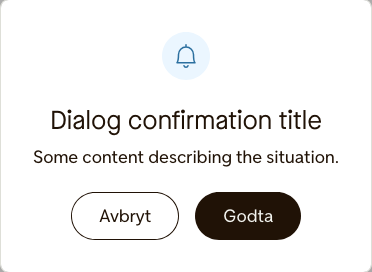 Dialog confirmation title
Some content describing the situation.
Avbryt
Godta